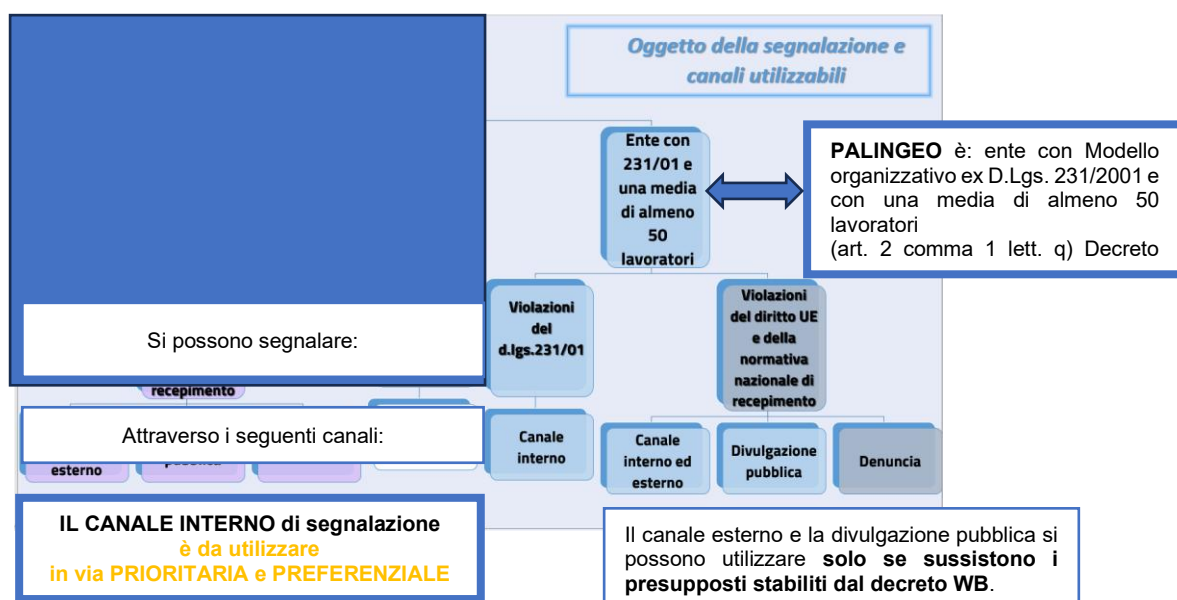 Oggetto della segnalazione e
canali utilizzabili
Ente con
231/01 e
una media
di almeno
50
lavoratori
PALINGEO è: ente con Modello
organizzativo ex D.Lgs. 231/2001 e
con una media di almeno 50
lavoratori
(art. 2 comma 1 lett. q) Decreto
Si possono segnalare:
Violazioni
del
d.lgs.231/01
Violazioni
del diritto UE
e della
normativa
nazionale di
recepimento
recepimento
Attraverso i seguenti canali:
esterno
pubblica
Canale
interno
Canale
interno ed
esterno
Divulgazione
pubblica
Denuncia
IL CANALE INTERNO di segnalazione
è da utilizzare
in via PRIORITARIA e PREFERENZIALE
Il canale esterno e la divulgazione pubblica si
possono utilizzare solo se sussistono i
presupposti stabiliti dal decreto WB.